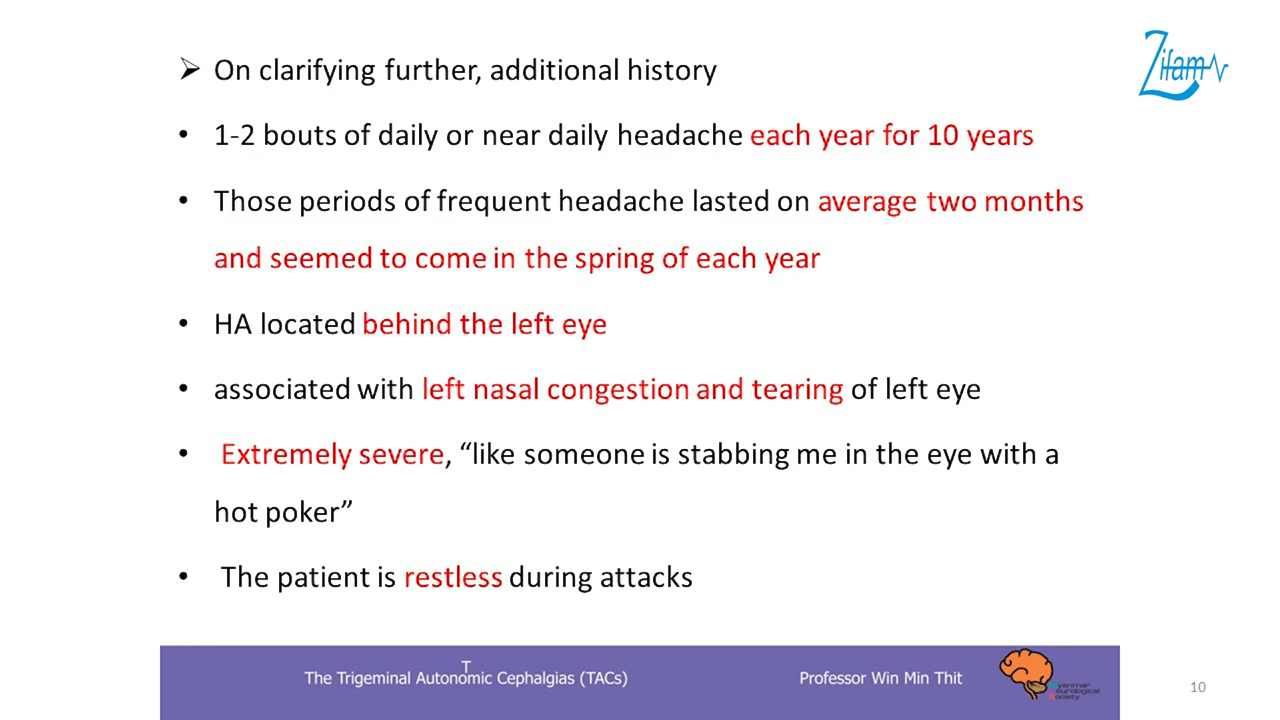 Zifam
➢ On clarifying further, additional history
• 1-2 bouts of daily or near daily headache each year for 10 years
• Those periods of frequent headache lasted on average two months
and seemed to come in the spring of each year
• HA located behind the left eye
• associated with left nasal congestion and tearing of left eye
• Extremely severe, “like someone is stabbing me in the eye with a
hot poker”
• The patient is restless during attacks
T
The Trigeminal Autonomic Cephalgias (TACs)
Professor Win Min Thit
Myanmar
Neurological
Society
10